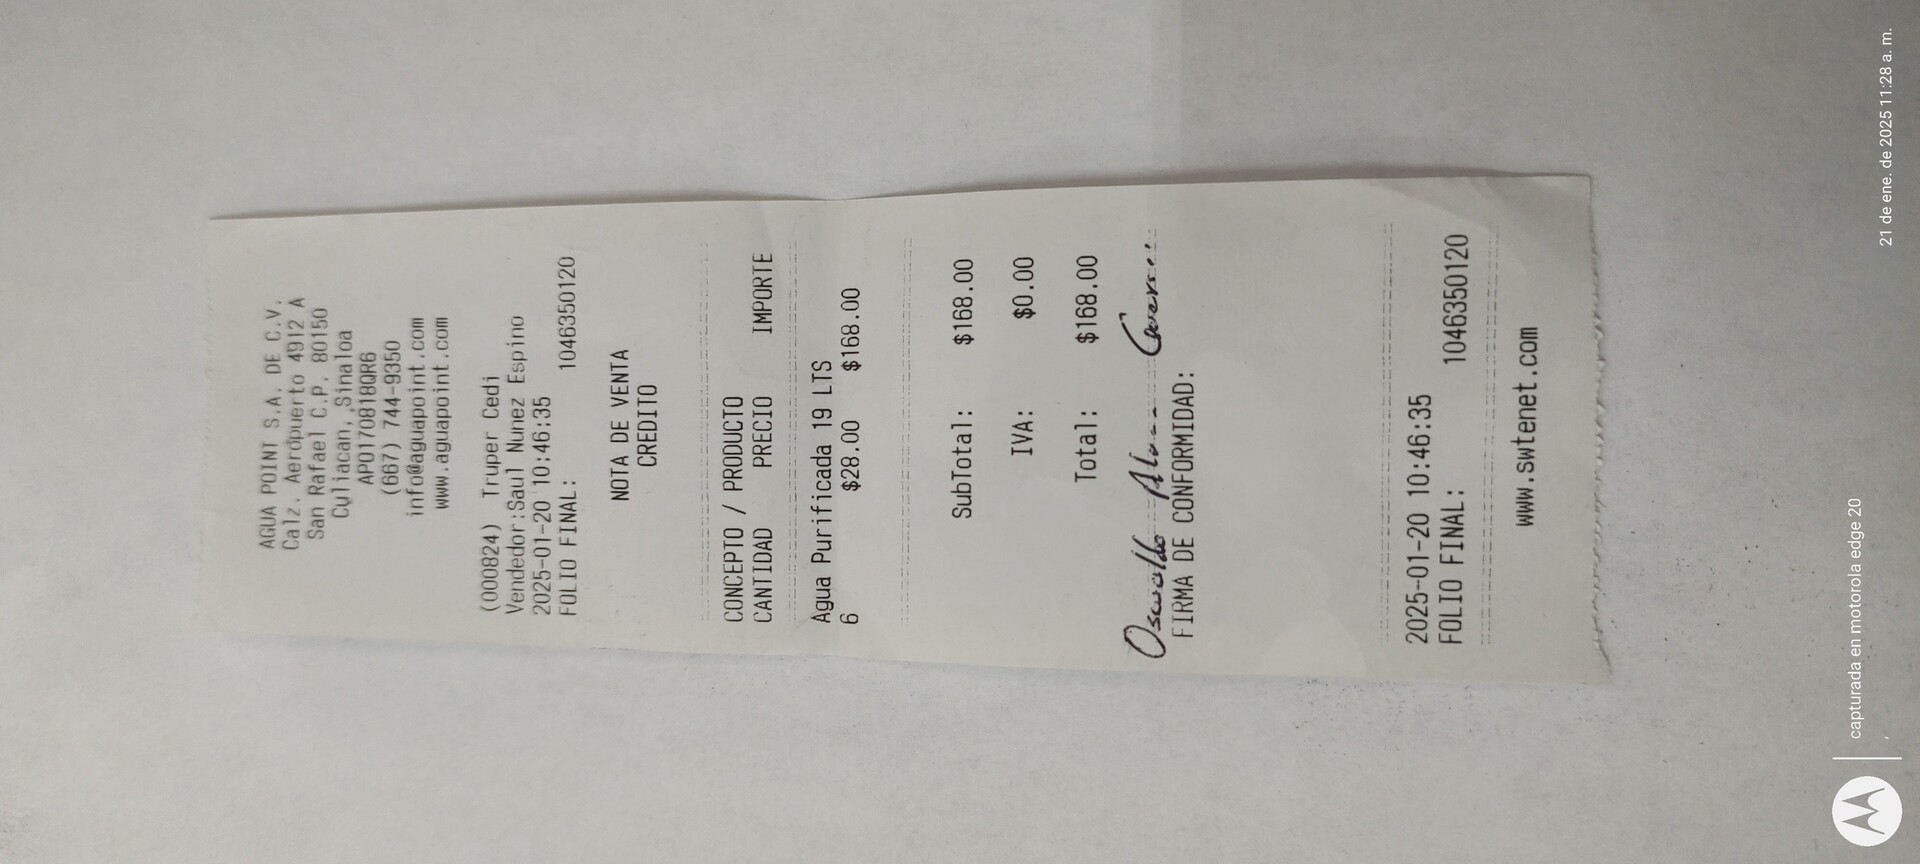 AGUA POINT S.A. DE C.V.
Calz. Aeropuerto 4912 A
San Rafael C.P. 80150
Culiacan, ,Sinaloa
APO170818QR6
(667) 744-9350
info@aguapoint.com
www.aguapoint.com
(000824) Truper Cedi
Vendedor:Saul Nunez Espino
2025-01-20 10:46:35
FOLIO FINAL: 1046350120
NOTA DE VENTA
CREDITO
CONCEPTO / PRODUCTO
CANTIDAD PRECIO IMPORTE
Agua Purificada 19 LTS
6 $28.00 $168.00
SubTotal: $168.00
IVA: $0.00
Total: $168.00
Oswaldo
FIRMA DE CONFORMIDAD:
2025-01-20 10:46:35
FOLIO FINAL: 1046350120
www.swtenet.com
capturada en motorola edge 20
21 de ene. de 2025 11:28 a. m.